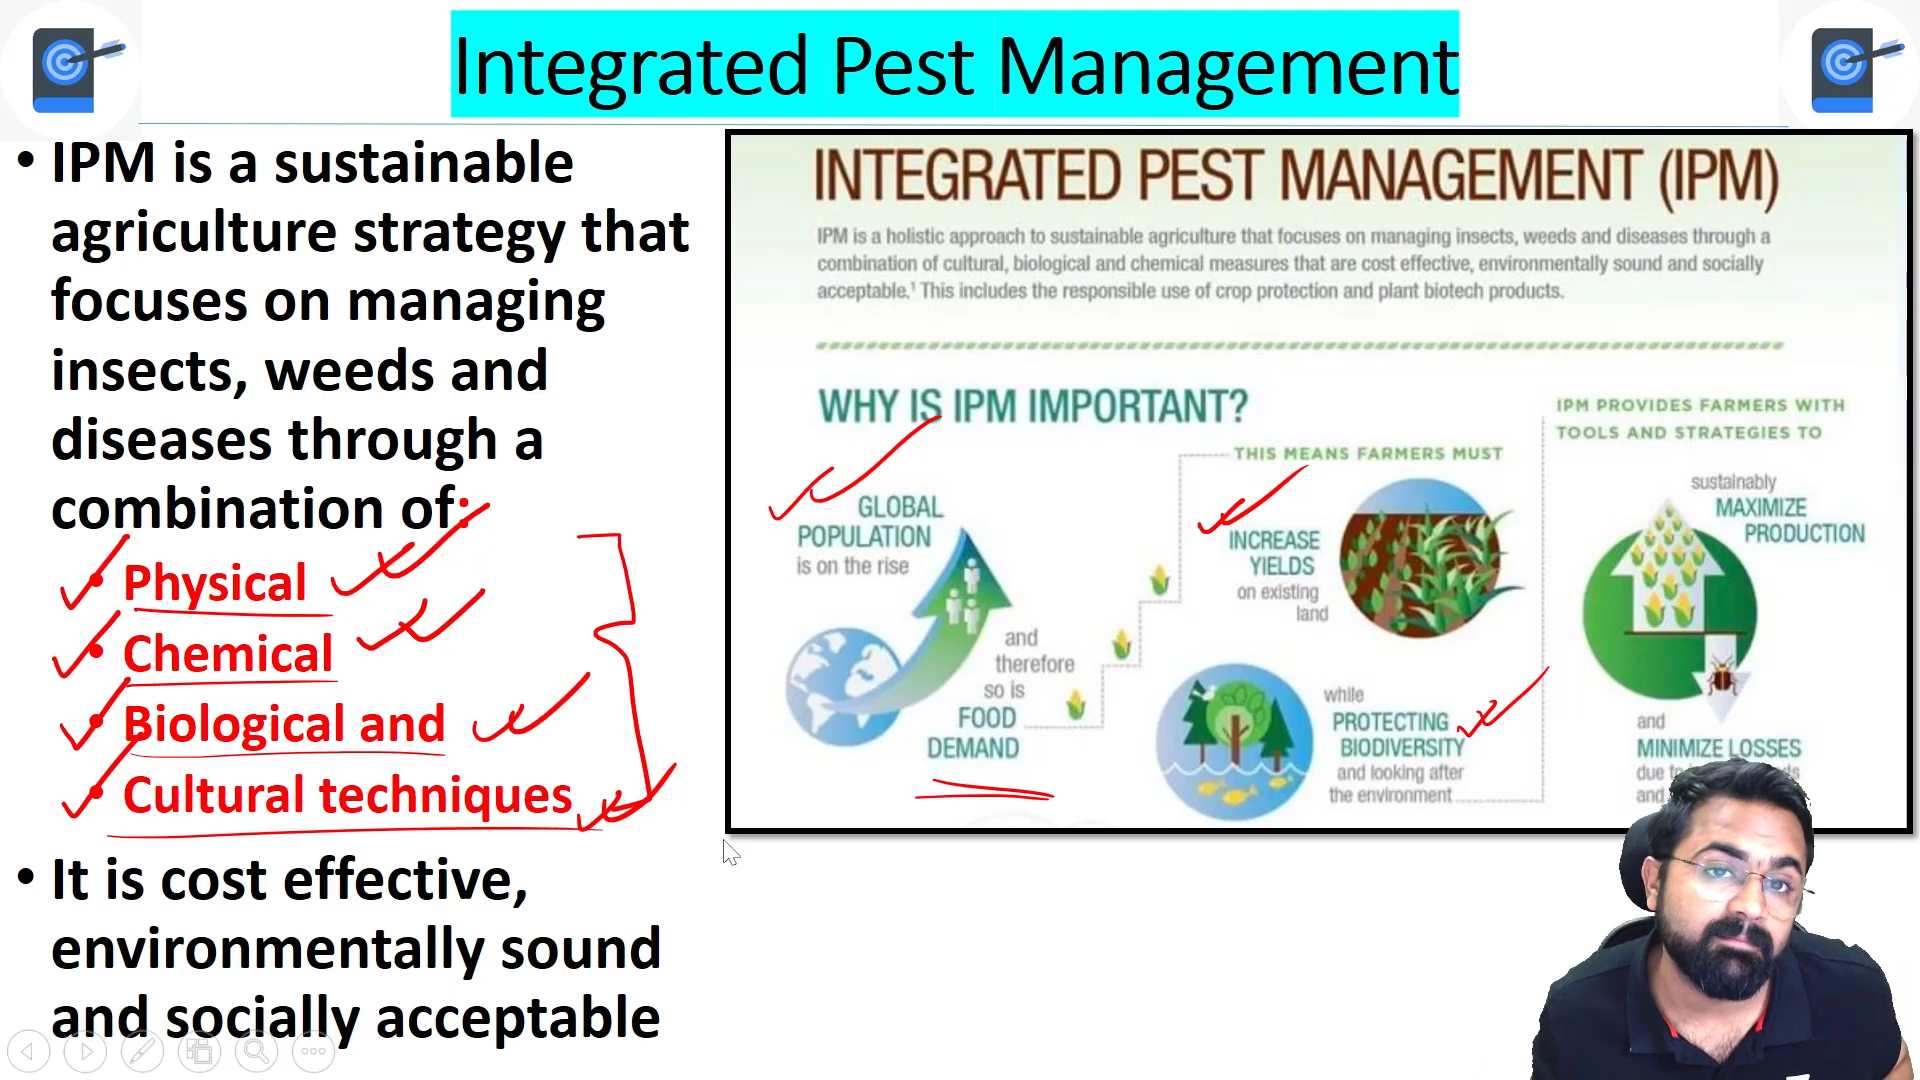 Integrated Pest Management
• IPM is a sustainable
agriculture strategy that
focuses on managing
insects, weeds and
diseases through a
combination of:
• Physical
• Chemical
• Biological and
• Cultural techniques
• It is cost effective,
environmentally sound
and socially acceptable
INTEGRATED PEST MANAGEMENT (IPM)
IPM is a holistic approach to sustainable agriculture that focuses on managing insects, weeds and diseases through a
combination of cultural, biological and chemical measures that are cost effective, environmentally sound and socially
acceptable.¹ This includes the responsible use of crop protection and plant biotech products.
WHY IS IPM IMPORTANT?
GLOBAL
POPULATION
is on the rise
and
therefore
so is
FOOD
DEMAND
THIS MEANS FARMERS MUST
INCREASE
YIELDS
on existing
land
while
PROTECTING
BIODIVERSITY
and looking after
the environment
IPM PROVIDES FARMERS WITH
TOOLS AND STRATEGIES TO
sustainably
MAXIMIZE
PRODUCTION
and
MINIMIZE LOSSES
due to
and